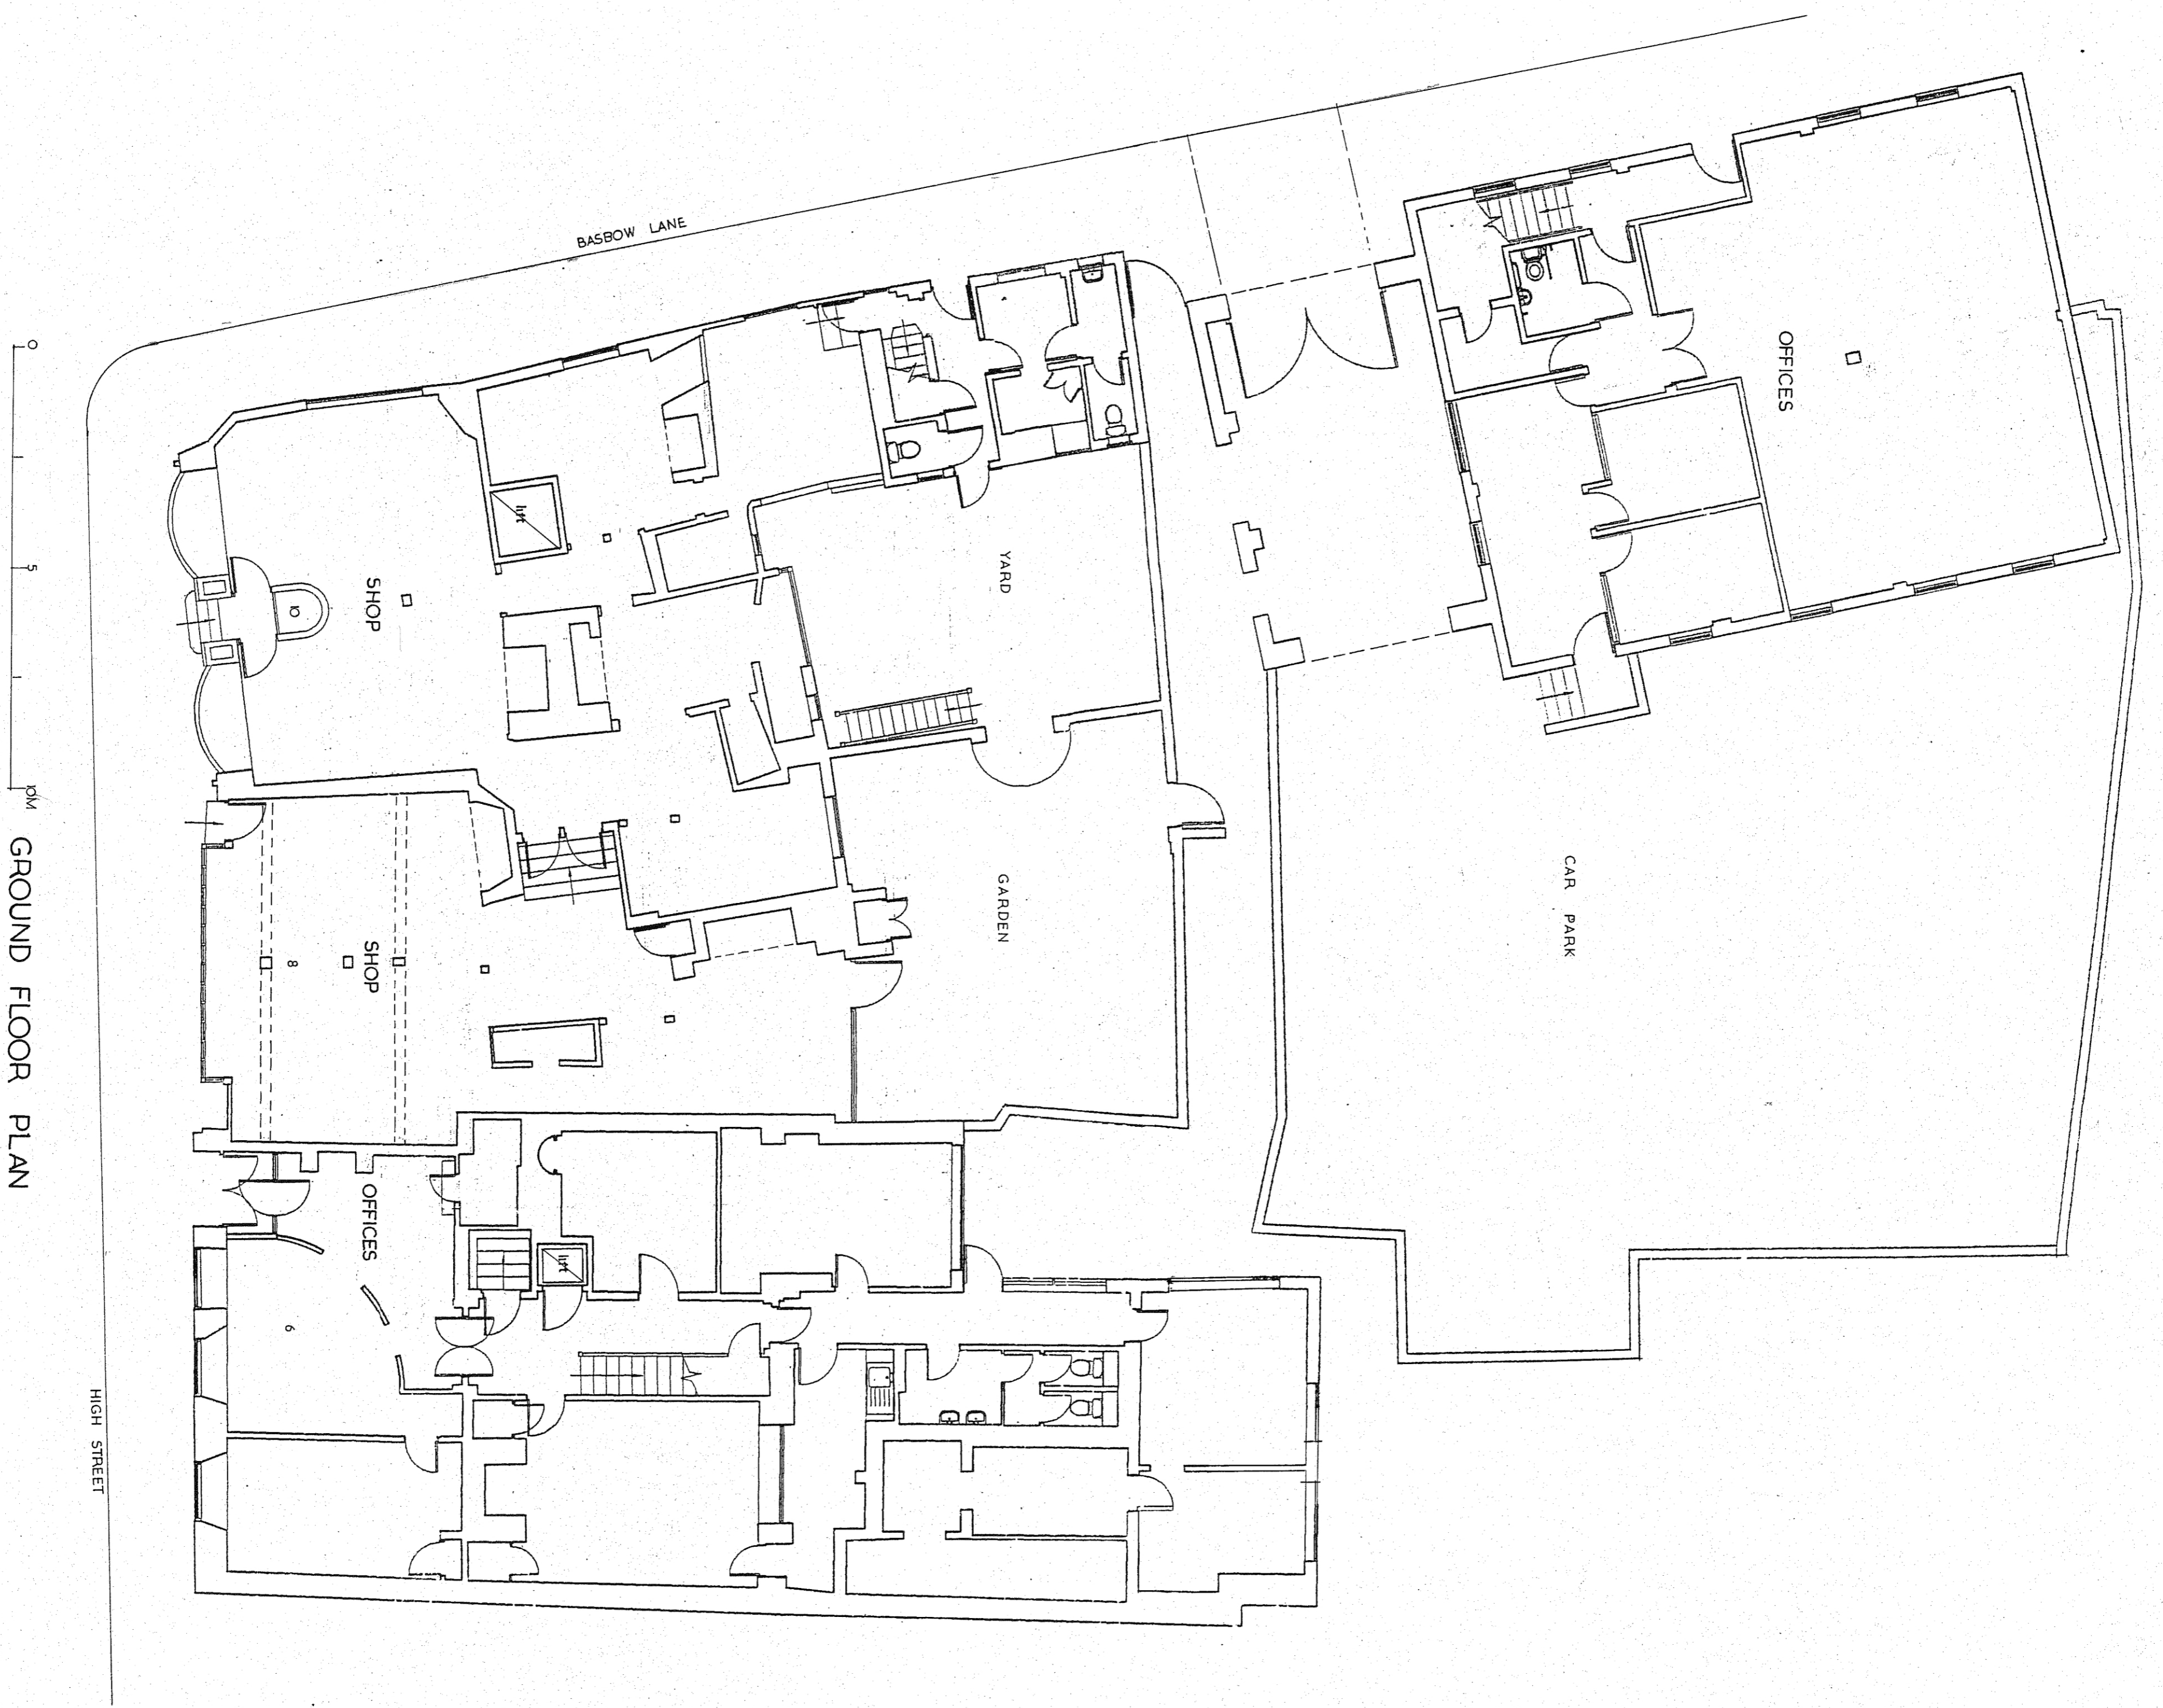 BASBOW LANE
OFFICES
lift
SHOP
10
YARD
CAR PARK
GARDEN
SHOP
8
OFFICES
lift
6
HIGH STREET
0
5
10M
GROUND FLOOR PLAN